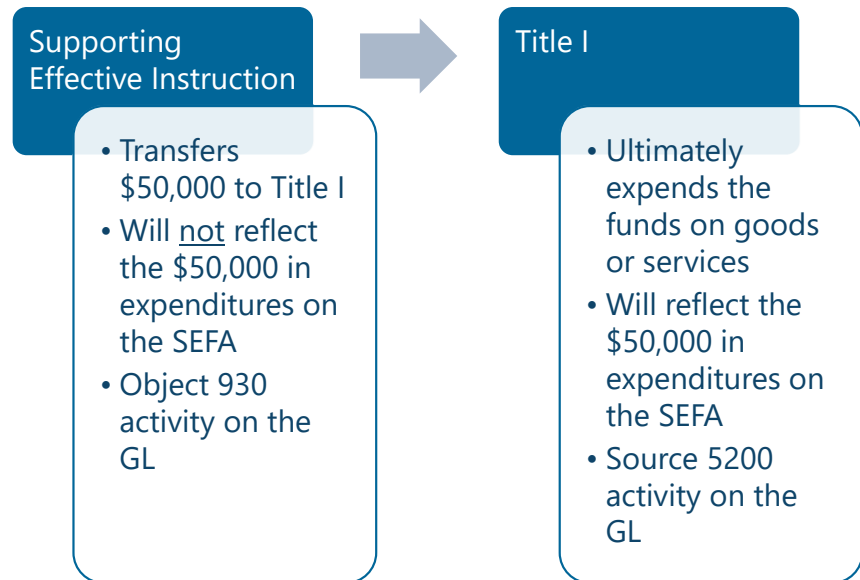 Supporting
Effective Instruction
• Transfers
$50,000 to Title I
• Will not reflect
the $50,000 in
expenditures on
the SEFA
• Object 930
activity on the
GL
Title I
• Ultimately
expends the
funds on goods
or services
• Will reflect the
$50,000 in
expenditures on
the SEFA
• Source 5200
activity on the
GL